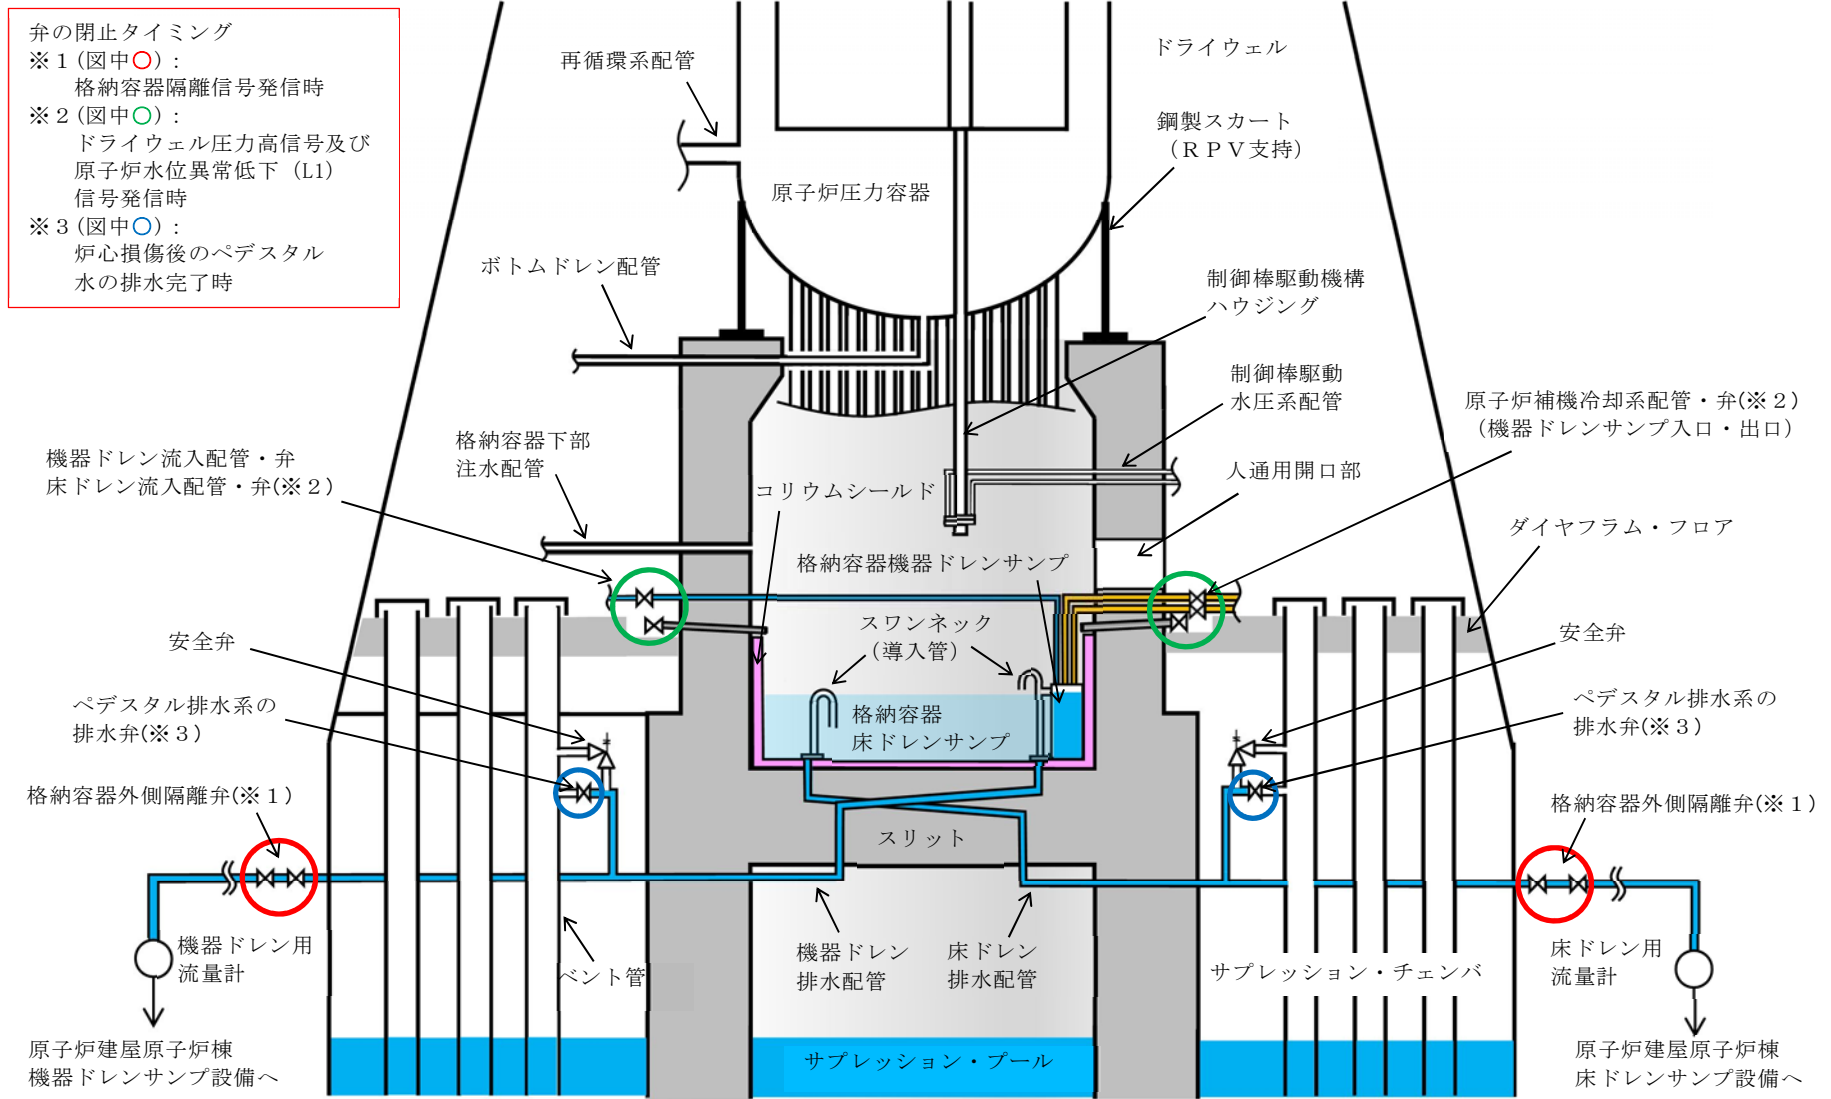 弁の閉止タイミング
※1(図中○):
格納容器隔離信号発信時
※2(図中○):
ドライウェル圧力高信号及び
原子炉水位異常低下（L1）
信号発信時
※3(図中○):
炉心損傷後のペデスタル
水の排水完了時
再循環系配管
ドライウェル
鋼製スカート
（ＲＰＶ支持）
原子炉圧力容器
ボトムドレン配管
制御棒駆動機構
ハウジング
制御棒駆動
水圧系配管
原子炉補機冷却系配管・弁(※２)
（機器ドレンサンプ入口・出口）
機器ドレン流入配管・弁
床ドレン流入配管・弁(※２)
格納容器下部
注水配管
コリウムシールド
人通用開口部
ダイヤフラム・フロア
格納容器機器ドレンサンプ
スワンネック
（導入管）
安全弁
安全弁
ペデスタル排水系の
排水弁(※３)
格納容器
床ドレンサンプ
ペデスタル排水系の
排水弁(※３)
格納容器外側隔離弁(※１)
格納容器外側隔離弁(※１)
スリット
機器ドレン用
流量計
ベント管
機器ドレン
排水配管
床ドレン
排水配管
サプレッション・チェンバ
床ドレン用
流量計
原子炉建屋原子炉棟
機器ドレンサンプ設備へ
サプレッション・プール
原子炉建屋原子炉棟
床ドレンサンプ設備へ